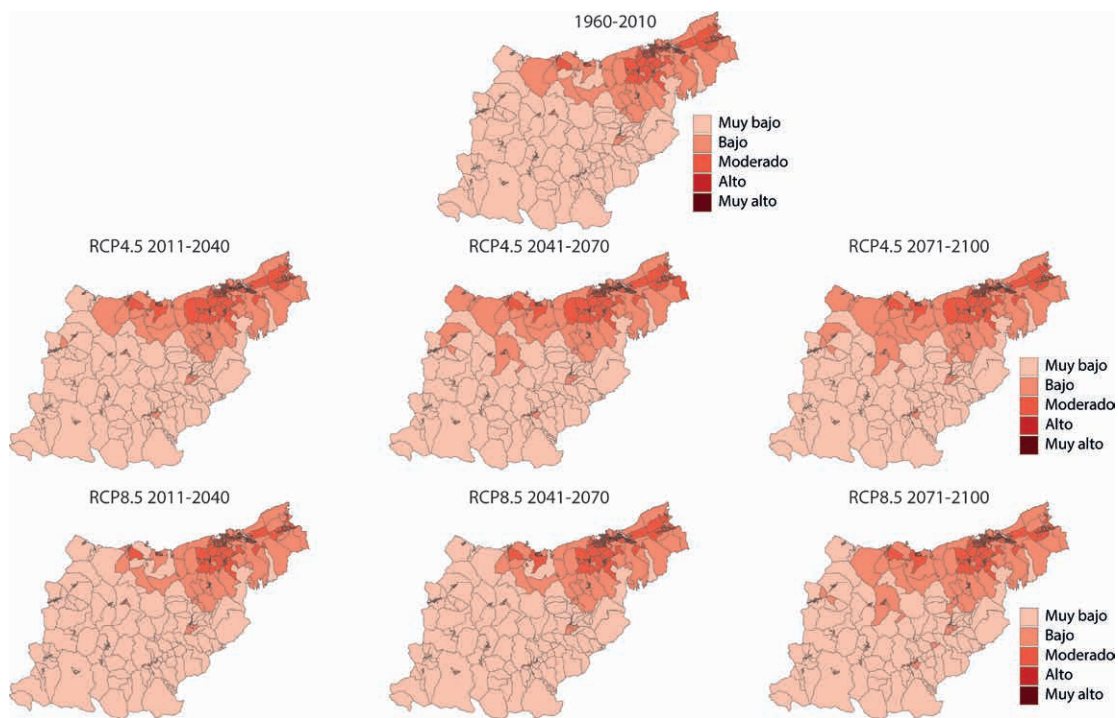 1960-2010
Muy bajo
Bajo
Moderado
Alto
Muy alto
RCP4.5 2011-2040
RCP4.5 2041-2070
RCP4.5 2071-2100
Muy bajo
Bajo
Moderado
Alto
Muy alto
RCP8.5 2011-2040
RCP8.5 2041-2070
RCP8.5 2071-2100
Muy bajo
Bajo
Moderado
Alto
Muy alto